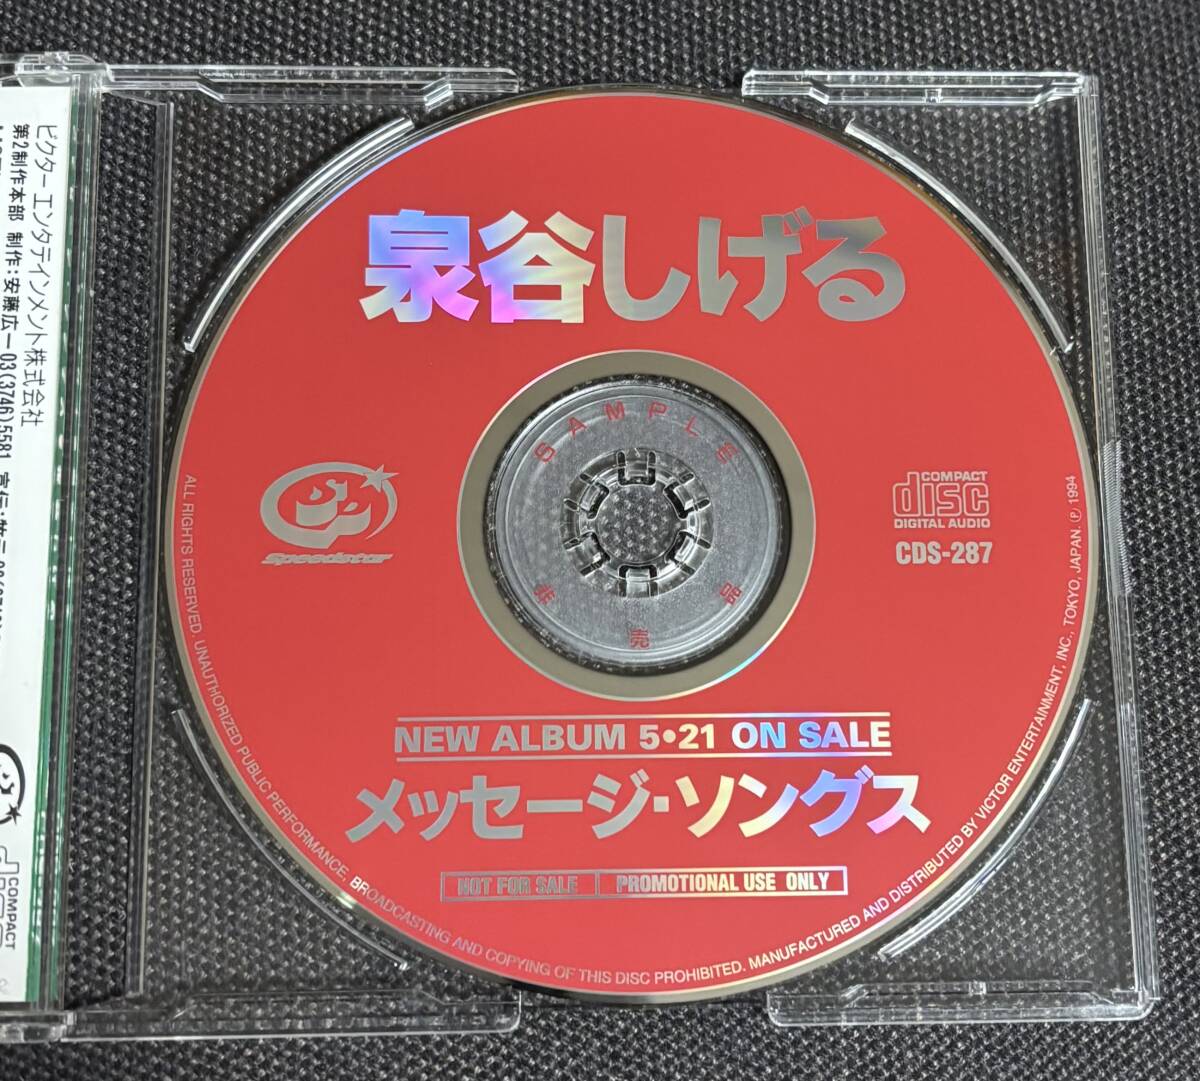 ビクターエンタテインメント株式会社
第2制作本部 制作:安藤広一 03(3746)5581 宣伝:
泉谷しげる
SAMPLE
非売品
Speedstar
COMPACT
disc
DIGITAL AUDIO
CDS-287
NEW ALBUM 5•21 ON SALE
メッセージ・ソングス
NOT FOR SALE PROMOTIONAL USE ONLY
ALL RIGHTS RESERVED. UNAUTHORIZED PUBLIC PERFORMANCE, BROADCASTING AND COPYING OF THIS DISC PROHIBITED. MANUFACTURED AND DISTRIBUTED BY VICTOR ENTERTAINMENT, INC., TOKYO, JAPAN. Ⓟ 1994
COMPACT